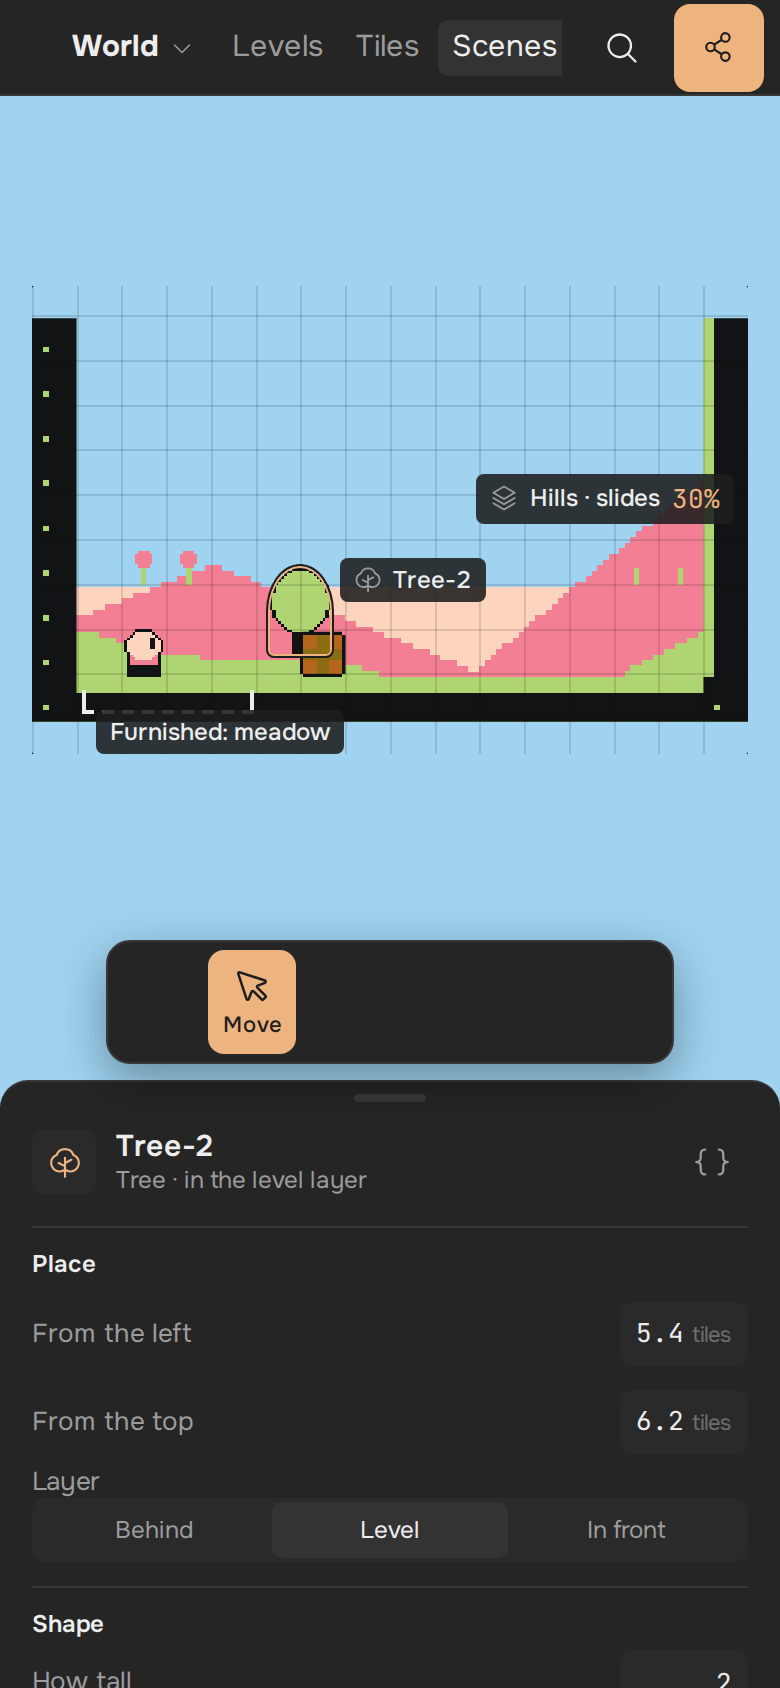 World
Levels
Tiles
Scenes
Hills · slides 30%
Tree-2
Furnished: meadow
Move
Tree-2
Tree · in the level layer
{ }
Place
From the left
5.4 tiles
From the top
6.2 tiles
Layer
Behind
Level
In front
Shape
How tall
2